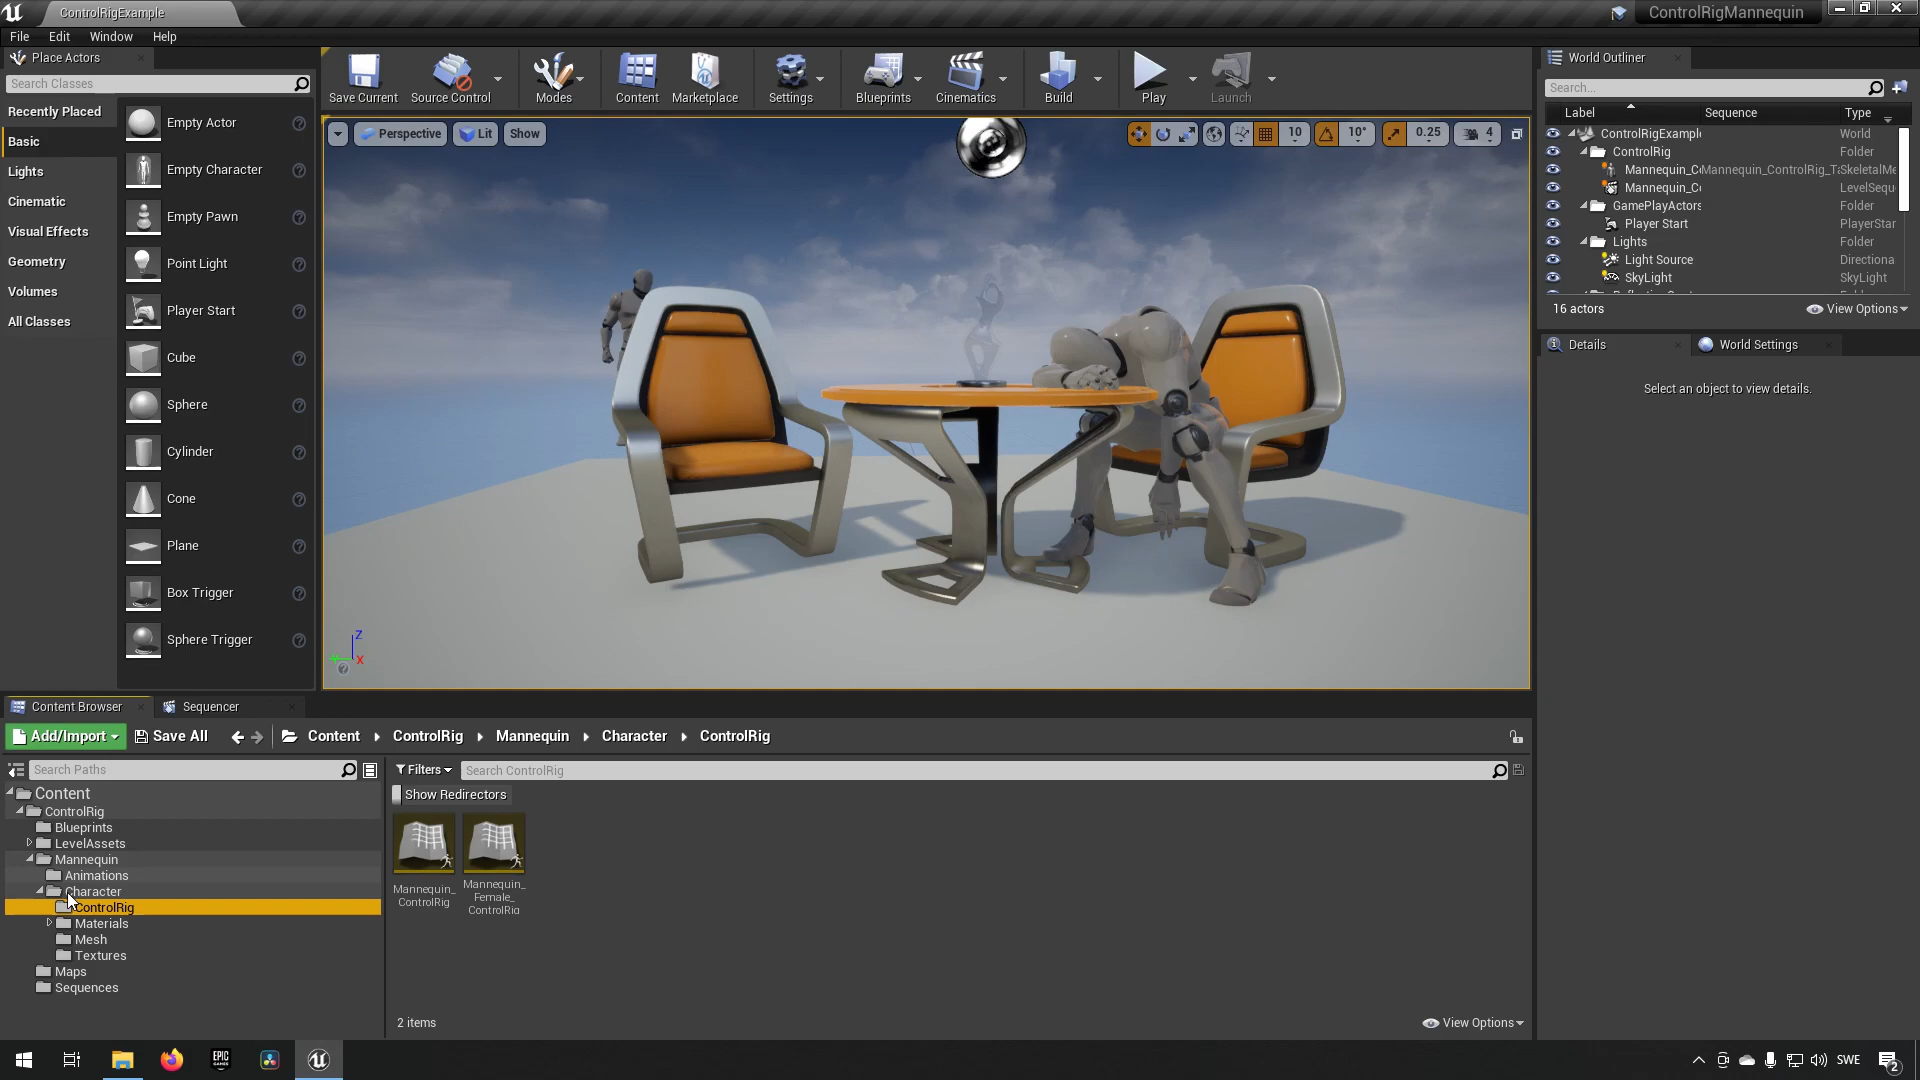 ControlRigExample
ControlRigMannequin
File
Edit
Window
Help
Place Actors
Search Classes
Recently Placed
Basic
Lights
Cinematic
Visual Effects
Geometry
Volumes
All Classes
Empty Actor
Empty Character
Empty Pawn
Point Light
Player Start
Cube
Sphere
Cylinder
Cone
Plane
Box Trigger
Sphere Trigger
Save Current
Source Control
Modes
Content
Marketplace
Settings
Blueprints
Cinematics
Build
Play
Launch
Perspective
Lit
Show
10
10°
0.25
4
Z
X
World Outliner
Search...
Label
Sequence
Type
ControlRigExampl
World
ControlRig
Folder
Mannequin_C
Mannequin_ControlRig_T
SkeletalMe
Mannequin_C
LevelSequ
GamePlayActors
Folder
Player Start
PlayerStar
Lights
Folder
Light Source
Directiona
SkyLight
SkyLight
16 actors
View Options
Details
World Settings
Select an object to view details.
Content Browser
Sequencer
Add/Import
Save All
Content
ControlRig
Mannequin
Character
ControlRig
Search Paths
Content
ControlRig
Blueprints
LevelAssets
Mannequin
Animations
Character
ControlRig
Materials
Mesh
Textures
Maps
Sequences
Filters
Search ControlRig
Show Redirectors
Mannequin_
ControlRig
Mannequin_
Female_
ControlRig
2 items
View Options
EPIC
GAMES
SWE
2